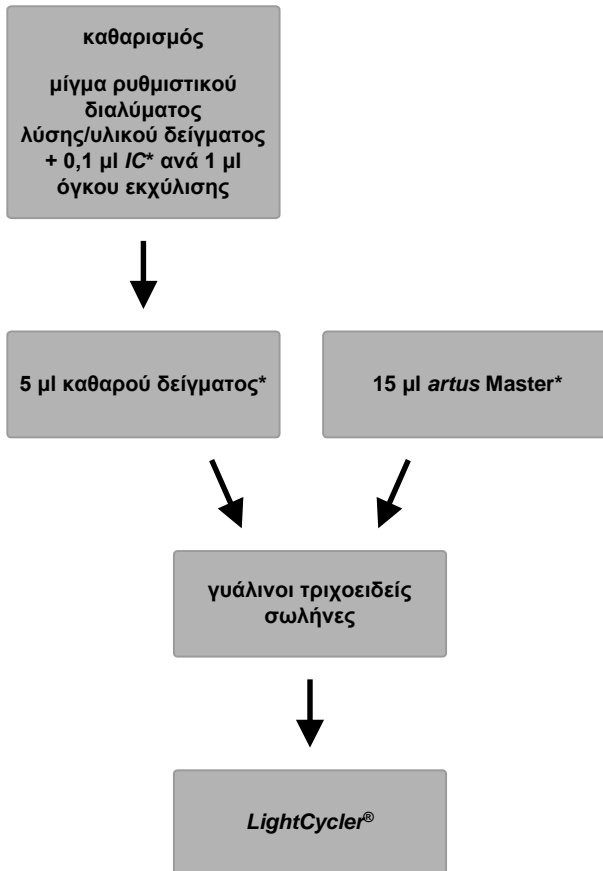 καθαρισμός
μίγμα ρυθμιστικού
διαλύματος
λύσης/υλικού δείγματος
+ 0,1 µl IC* ανά 1 µl
όγκου εκχύλισης
5 µl καθαρού δείγματος*
15 µl artus Master*
γυάλινοι τριχοειδείς
σωλήνες
LightCycler®